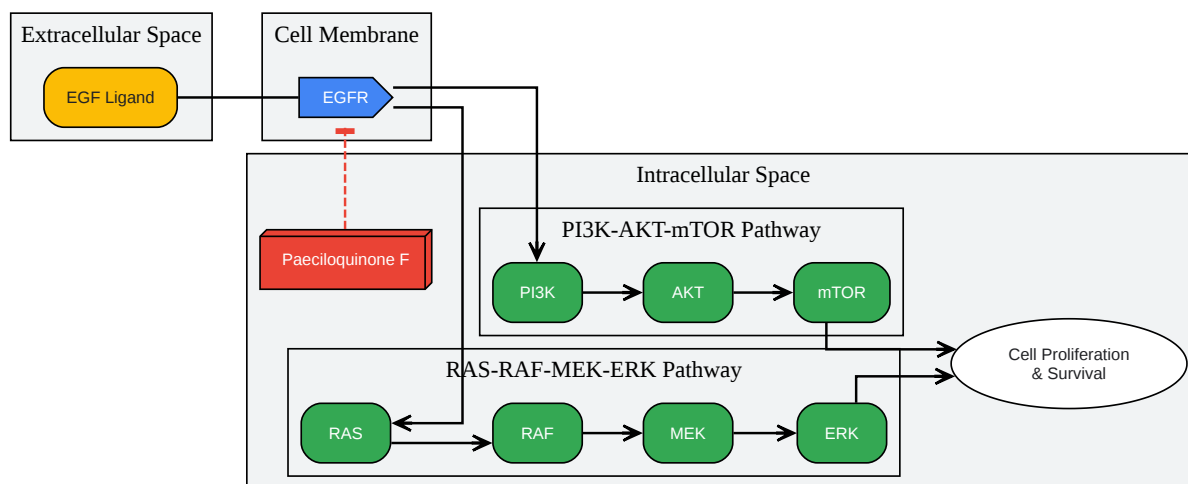 Extracellular Space
Cell Membrane
EGF Ligand
EGFR
Intracellular Space
PI3K-AKT-mTOR Pathway
Paeciloquinone F
PI3K
AKT
mTOR
Cell Proliferation
& Survival
RAS-RAF-MEK-ERK Pathway
RAS
RAF
MEK
ERK